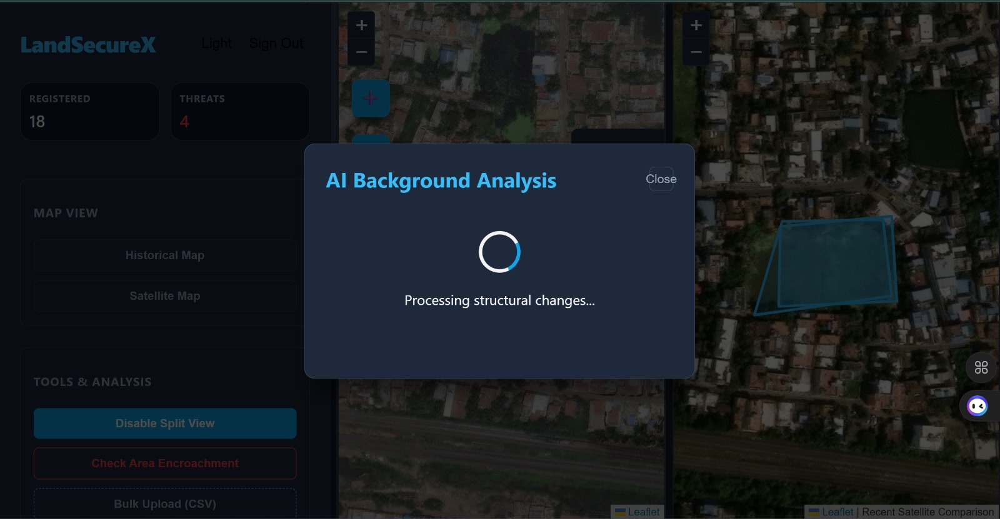 LandSecureX
Light Sign Out
REGISTERED
18
THREATS
4
MAP VIEW
Historical Map
Satellite Map
TOOLS & ANALYSIS
Disable Split View
Check Area Encroachment
Bulk Upload (CSV)
+
−
+
AI Background Analysis
Close
Processing structural changes...
Leaflet
+
−
Leaflet | Recent Satellite Comparison